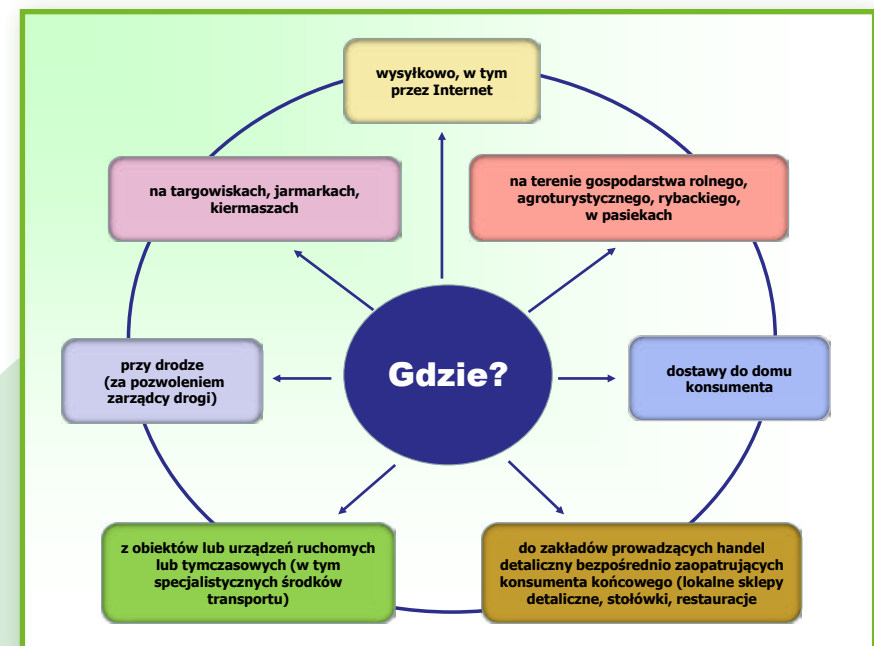 wysyłkowo, w tym
przez Internet
na targowiskach, jarmarkach,
kiermaszach
na terenie gospodarstwa rolnego,
agroturystycznego, rybackiego,
w pasiekach
przy drodze
(za pozwoleniem
zarządcy drogi)
Gdzie?
dostawy do domu
konsumenta
z obiektów lub urządzeń ruchomych
lub tymczasowych (w tym
specjalistycznych środków
transportu)
do zakładów prowadzących handel
detaliczny bezpośrednio zaopatrujących
konsumenta końcowego (lokalne sklepy
detaliczne, stołówki, restauracje